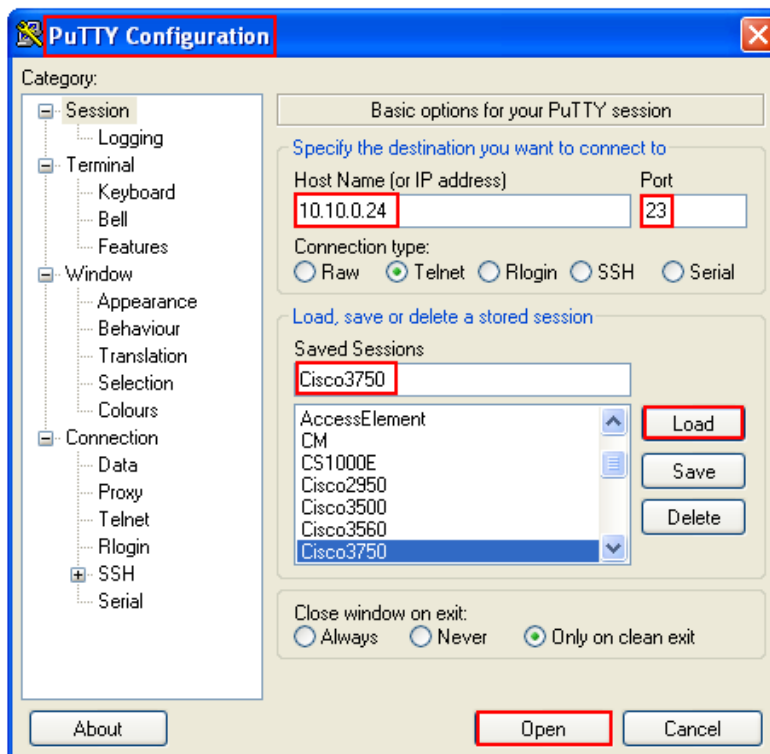 PuTTY Configuration
Category:
Session
Logging
Terminal
Keyboard
Bell
Features
Window
Appearance
Behaviour
Translation
Selection
Colours
Connection
Data
Proxy
Telnet
Rlogin
SSH
Serial
Basic options for your PuTTY session
Specify the destination you want to connect to
Host Name (or IP address) Port
10.10.0.24 23
Connection type:
Raw Telnet Rlogin SSH Serial
Load, save or delete a stored session
Saved Sessions
Cisco3750
AccessElement
CM
CS1000E
Cisco2950
Cisco3500
Cisco3560
Cisco3750
Load
Save
Delete
Close window on exit:
Always Never Only on clean exit
About Open Cancel